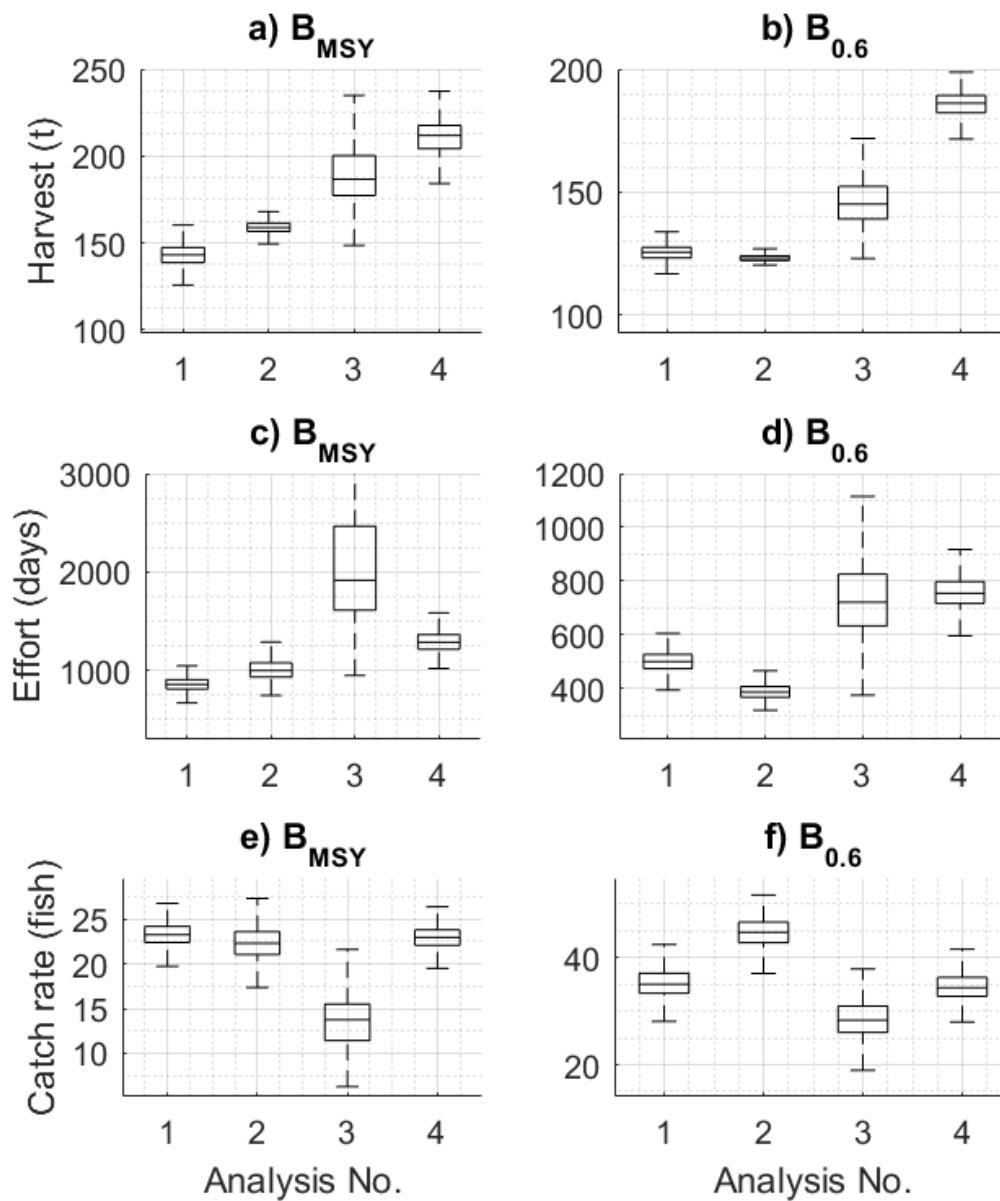 a) B_MSY
b) B_0.6
Harvest (t)
250
200
150
100
200
150
100
1 2 3 4
1 2 3 4
c) B_MSY
d) B_0.6
Effort (days)
3000
2000
1000
1200
1000
800
600
400
1 2 3 4
1 2 3 4
e) B_MSY
f) B_0.6
Catch rate (fish)
25
20
15
10
40
20
1 2 3 4
1 2 3 4
Analysis No.
Analysis No.